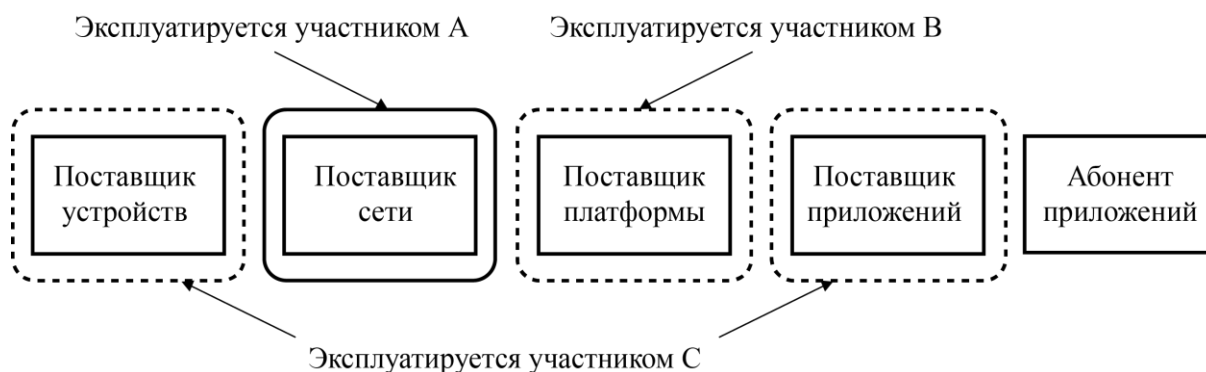 Эксплуатируется участником А
Эксплуатируется участником В
Поставщик
устройств
Поставщик
сети
Поставщик
платформы
Поставщик
приложений
Абонент
приложений
Эксплуатируется участником С